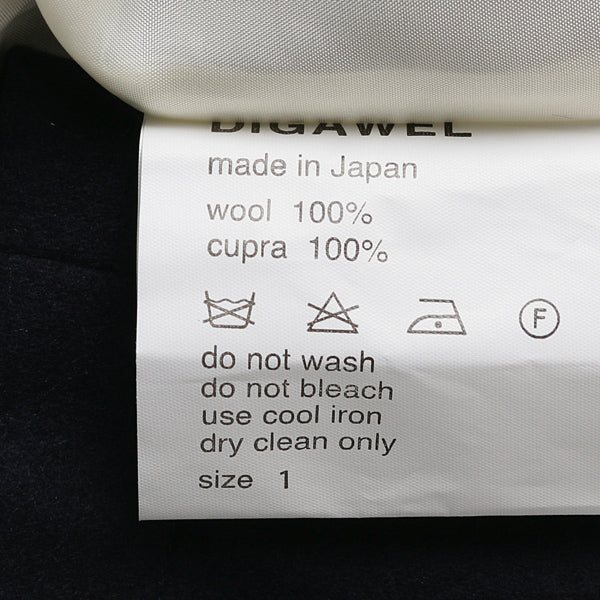 DIGAWEL
made in Japan
wool 100%
cupra 100%
F
do not wash
do not bleach
use cool iron
dry clean only
size 1